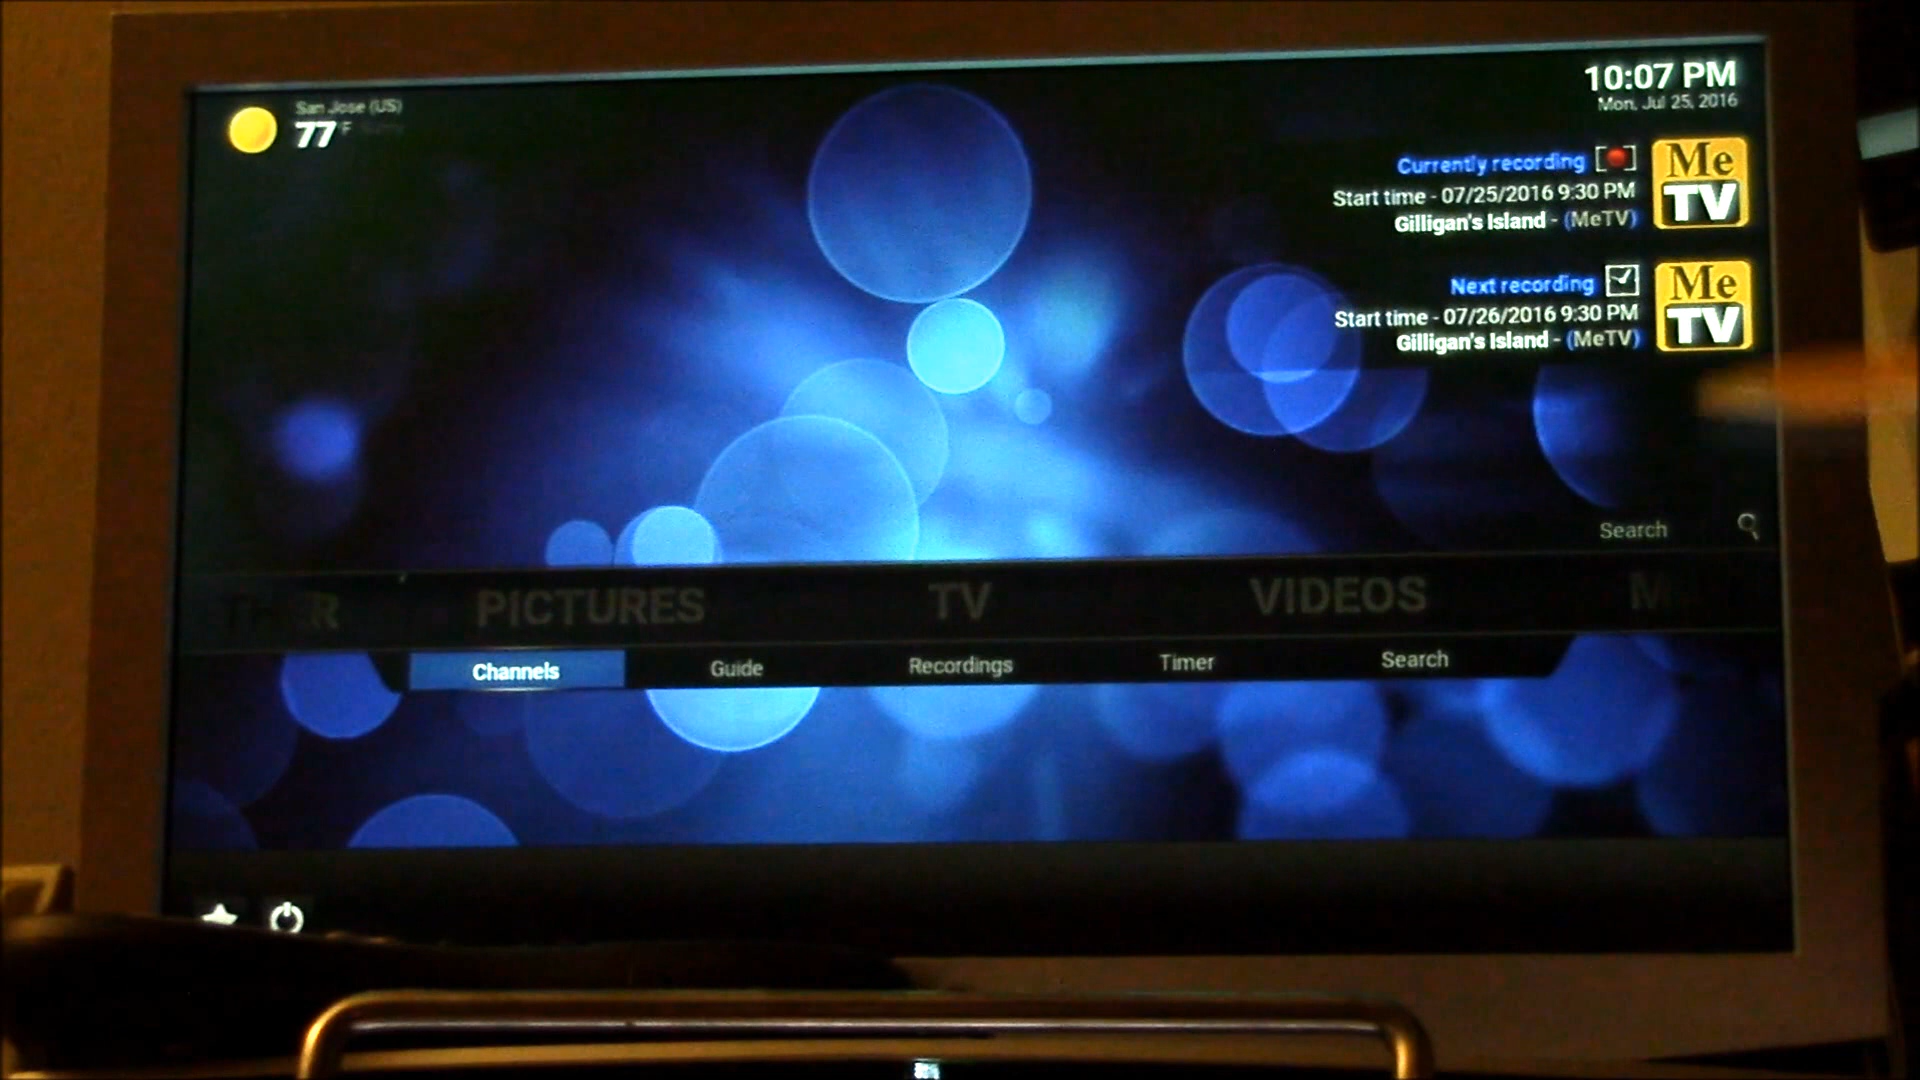 San Jose (US)
77°F
10:07 PM
Mon, Jul 25, 2016
Currently recording
Start time - 07/25/2016 9:30 PM
Gilligan's Island - (MeTV)
Me
TV
Next recording
Start time - 07/26/2016 9:30 PM
Gilligan's Island - (MeTV)
Me
TV
Search
PICTURES TV VIDEOS
Channels Guide Recordings Timer Search